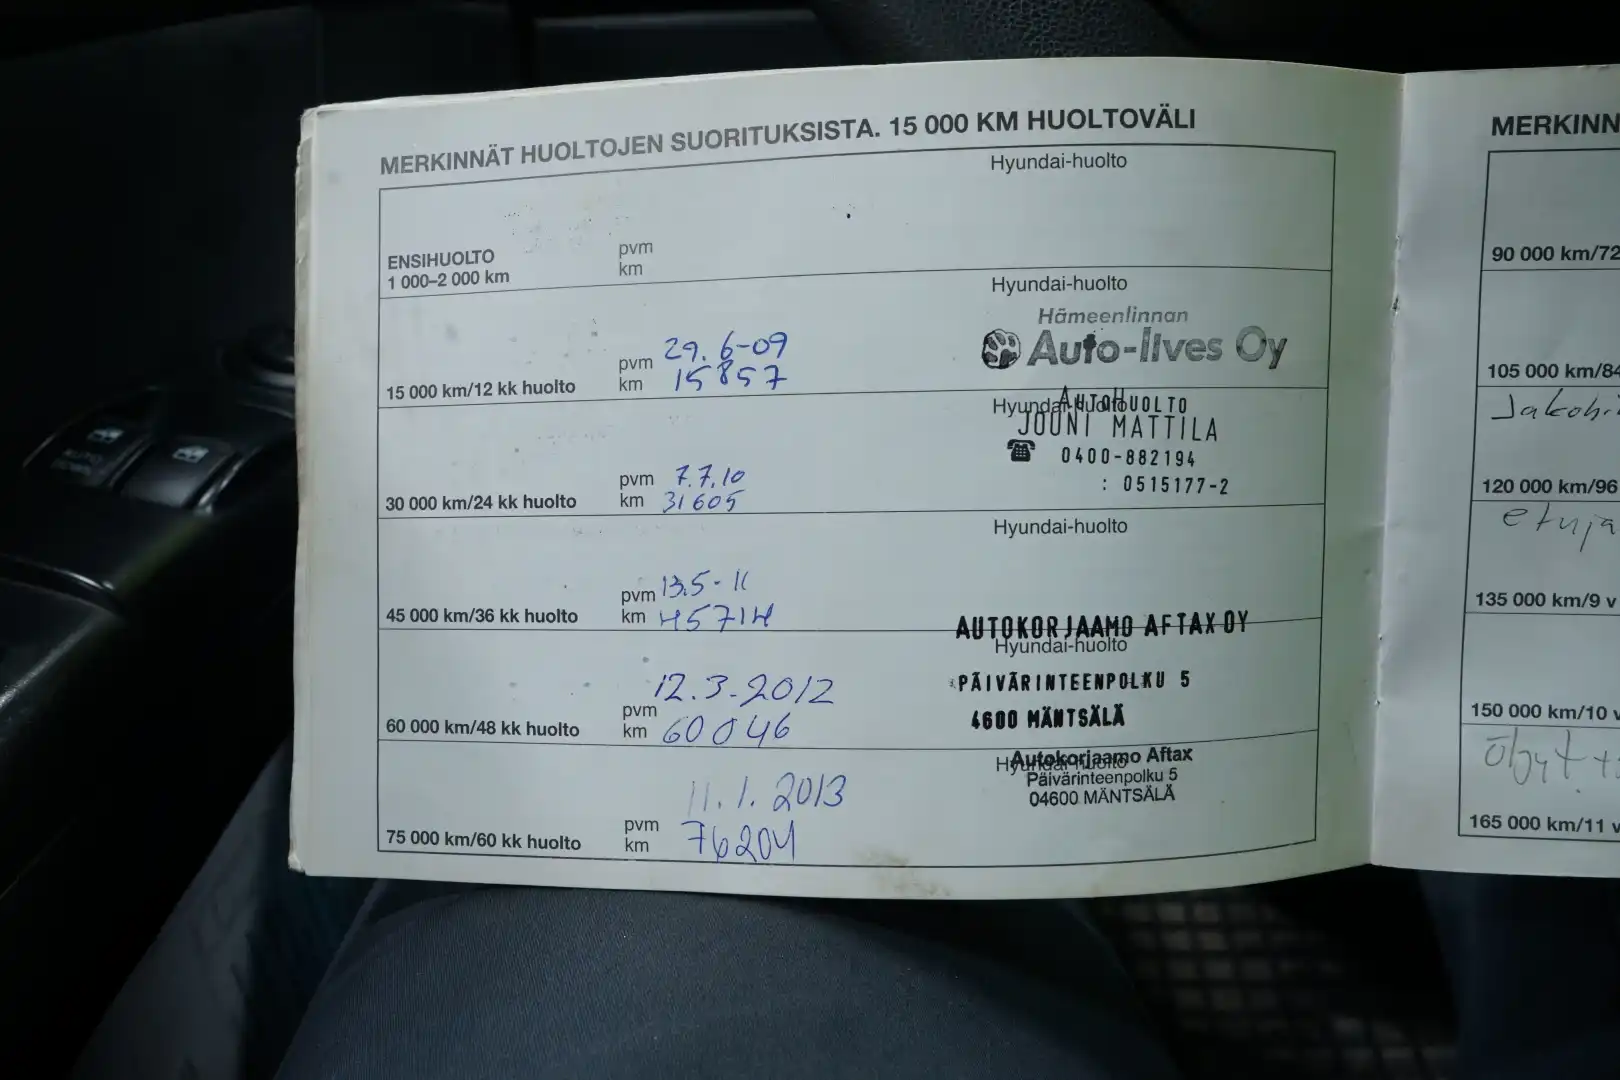 MERKINNÄT HUOLTOJEN SUORITUKSISTA. 15 000 KM HUOLTOVÄLI
Hyundai-huolto
ENSIHUOLTO
1 000–2 000 km
pvm
km
Hyundai-huolto
Hämeenlinnan
Auto-Ilves Oy
15 000 km/12 kk huolto
pvm 29.6-09
km 15857
Hyundai-huolto
AUTOHUOLTO
JOUNI MATTILA
☎ 0400-882194
: 0515177-2
30 000 km/24 kk huolto
pvm 7.7.10
km 31605
Hyundai-huolto
45 000 km/36 kk huolto
pvm 13.5-11
km 45714
AUTOKORJAAMO AFTAX OY
Hyundai-huolto
PÄIVÄRINTEENPOLKU 5
4600 MÄNTSÄLÄ
60 000 km/48 kk huolto
pvm 12.3-2012
km 60046
Hyundai-huolto
Autokorjaamo Aftax
Päivärinteenpolku 5
04600 MÄNTSÄLÄ
75 000 km/60 kk huolto
pvm 11.1.2013
km 76204
MERKINN
90 000 km/72
105 000 km/84
120 000 km/96
135 000 km/9 v
150 000 km/10 v
165 000 km/11 v